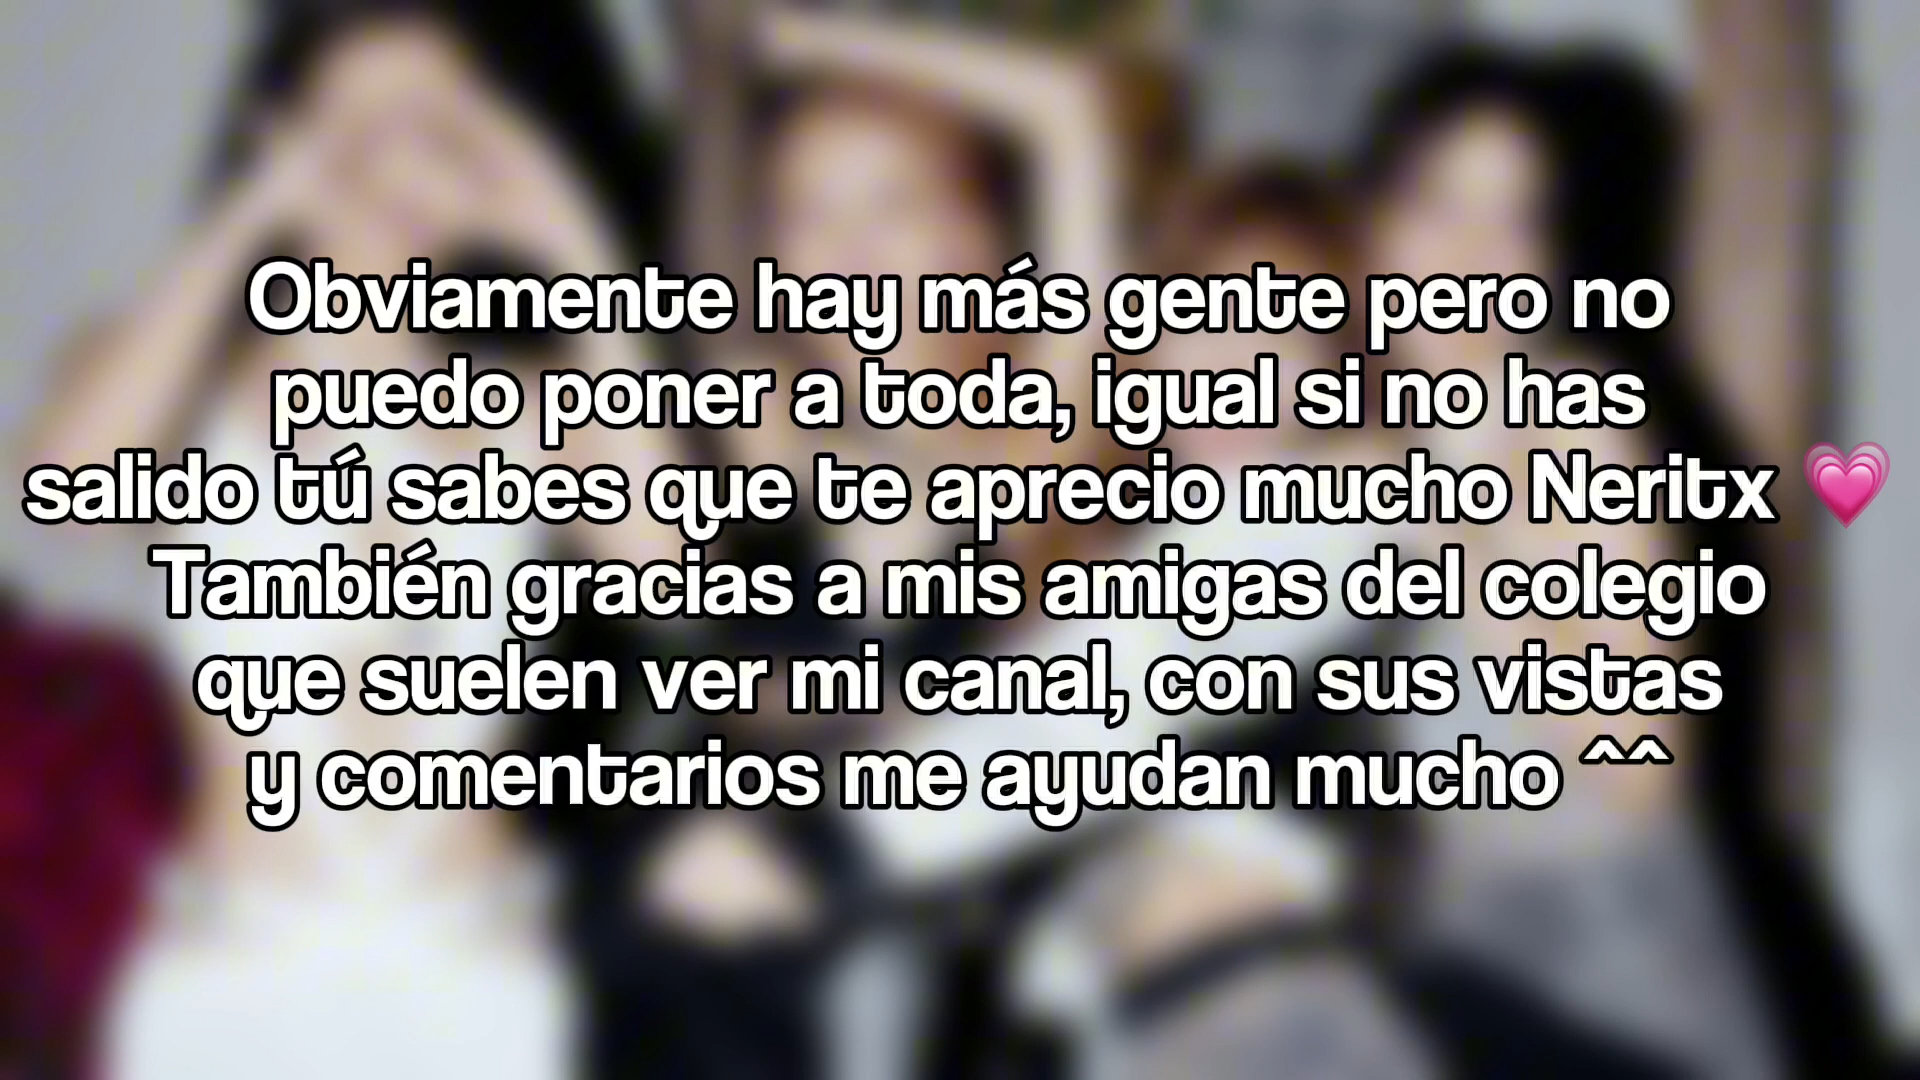 Obviamente hay más gente pero no
puedo poner a toda, igual si no has
salido tú sabes que te aprecio mucho Neritx 💗
También gracias a mis amigas del colegio
que suelen ver mi canal, con sus vistas
y comentarios me ayudan mucho ^^